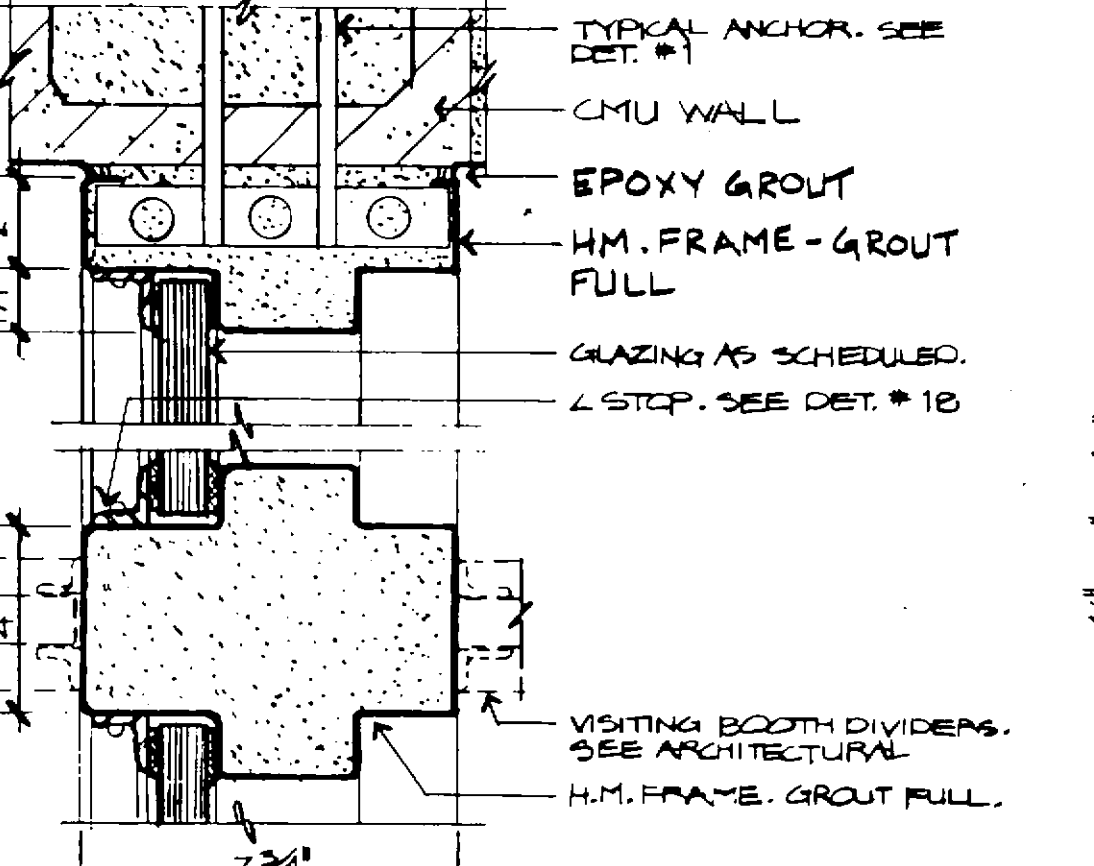 TYPICAL ANCHOR. SEE
DET. #1
CMU WALL
EPOXY GROUT
HM. FRAME - GROUT
FULL
GLAZING AS SCHEDULED.
∠ STOP. SEE DET. # 18
VISITING BOOTH DIVIDERS.
SEE ARCHITECTURAL
H.M. FRAME. GROUT FULL.
7 3/4"